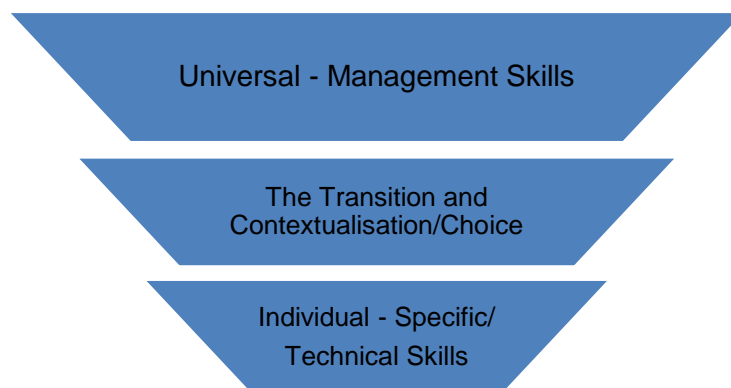 Universal - Management Skills
The Transition and
Contextualisation/Choice
Individual - Specific/
Technical Skills